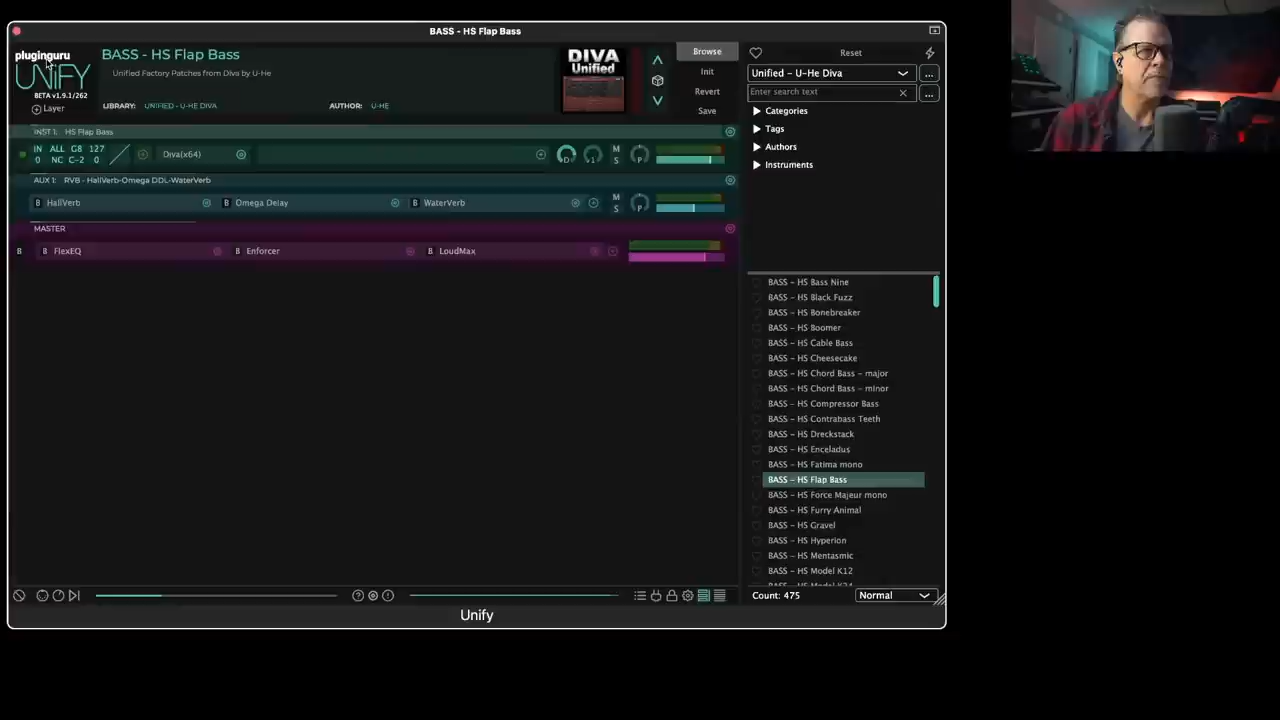 BASS - HS Flap Bass
pluginguru
UNIFY
BETA v1.9.1/262
Layer
BASS - HS Flap Bass
Unified Factory Patches from Diva by U-He
LIBRARY: UNIFIED - U-HE DIVA AUTHOR: U-HE
DIVA
Unified
Browse
Init
Revert
Save
INST 1: HS Flap Bass
IN ALL G8 127
0 NC C-2 0
Diva(x64)
D 1 M S P
AUX 1: RVB - HallVerb-Omega DDL-WaterVerb
B HallVerb B Omega Delay B WaterVerb M S P
MASTER
B B FlexEQ B Enforcer B LoudMax
Reset
Unified - U-He Diva ...
Enter search text ...
Categories
Tags
Authors
Instruments
BASS - HS Bass Nine
BASS - HS Black Fuzz
BASS - HS Bonebreaker
BASS - HS Boomer
BASS - HS Cable Bass
BASS - HS Cheesecake
BASS - HS Chord Bass - major
BASS - HS Chord Bass - minor
BASS - HS Compressor Bass
BASS - HS Contrabass Teeth
BASS - HS Dreckstack
BASS - HS Enceladus
BASS - HS Fatima mono
BASS - HS Flap Bass
BASS - HS Force Majeur mono
BASS - HS Furry Animal
BASS - HS Gravel
BASS - HS Hyperion
BASS - HS Mentasmic
BASS - HS Model K12
Count: 475 Normal
Unify